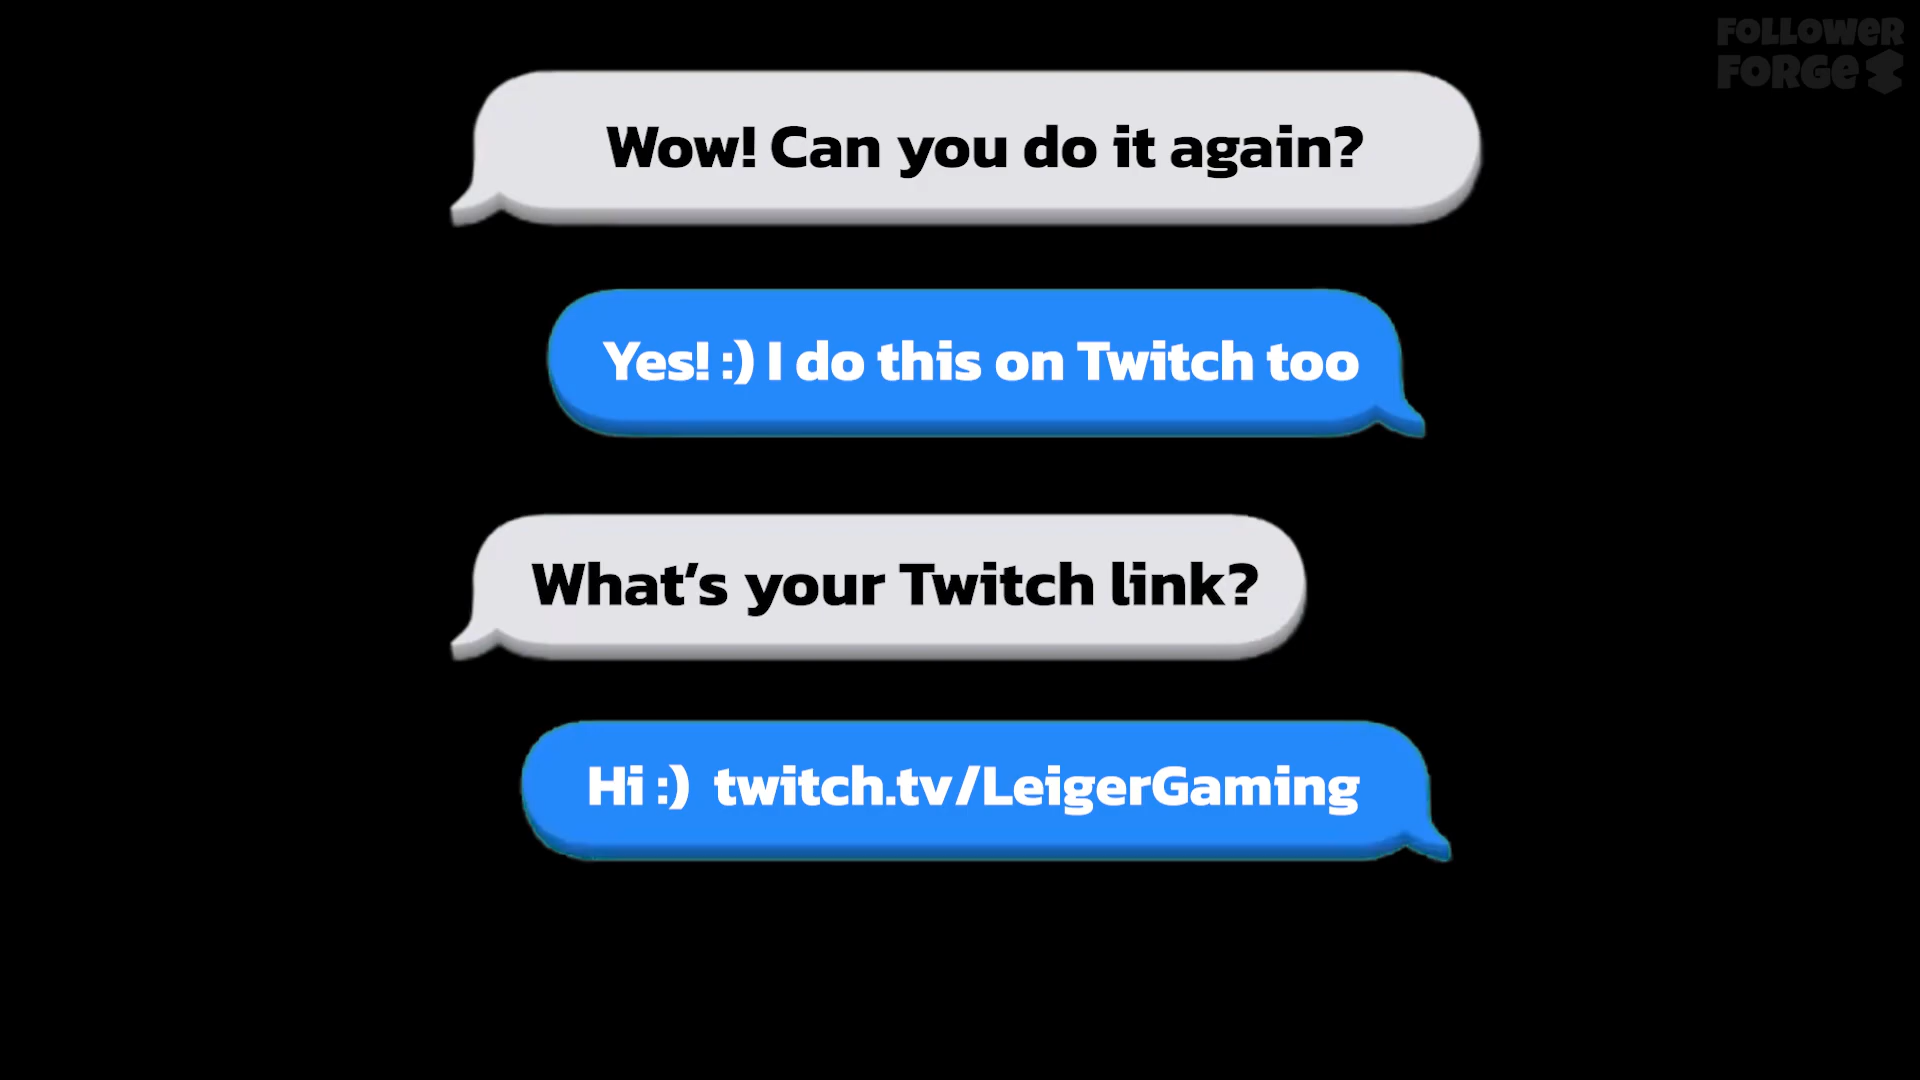 FOLLOWER
FORGE
Wow! Can you do it again?
Yes! :) I do this on Twitch too
What's your Twitch link?
Hi :)  twitch.tv/LeigerGaming